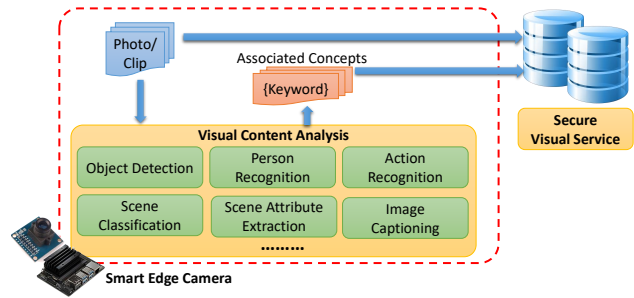 Photo/
Clip
Associated Concepts
{Keyword}
Secure
Visual Service
Visual Content Analysis
Object Detection
Person
Recognition
Action
Recognition
Scene
Classification
Scene Attribute
Extraction
Image
Captioning
………
Smart Edge Camera